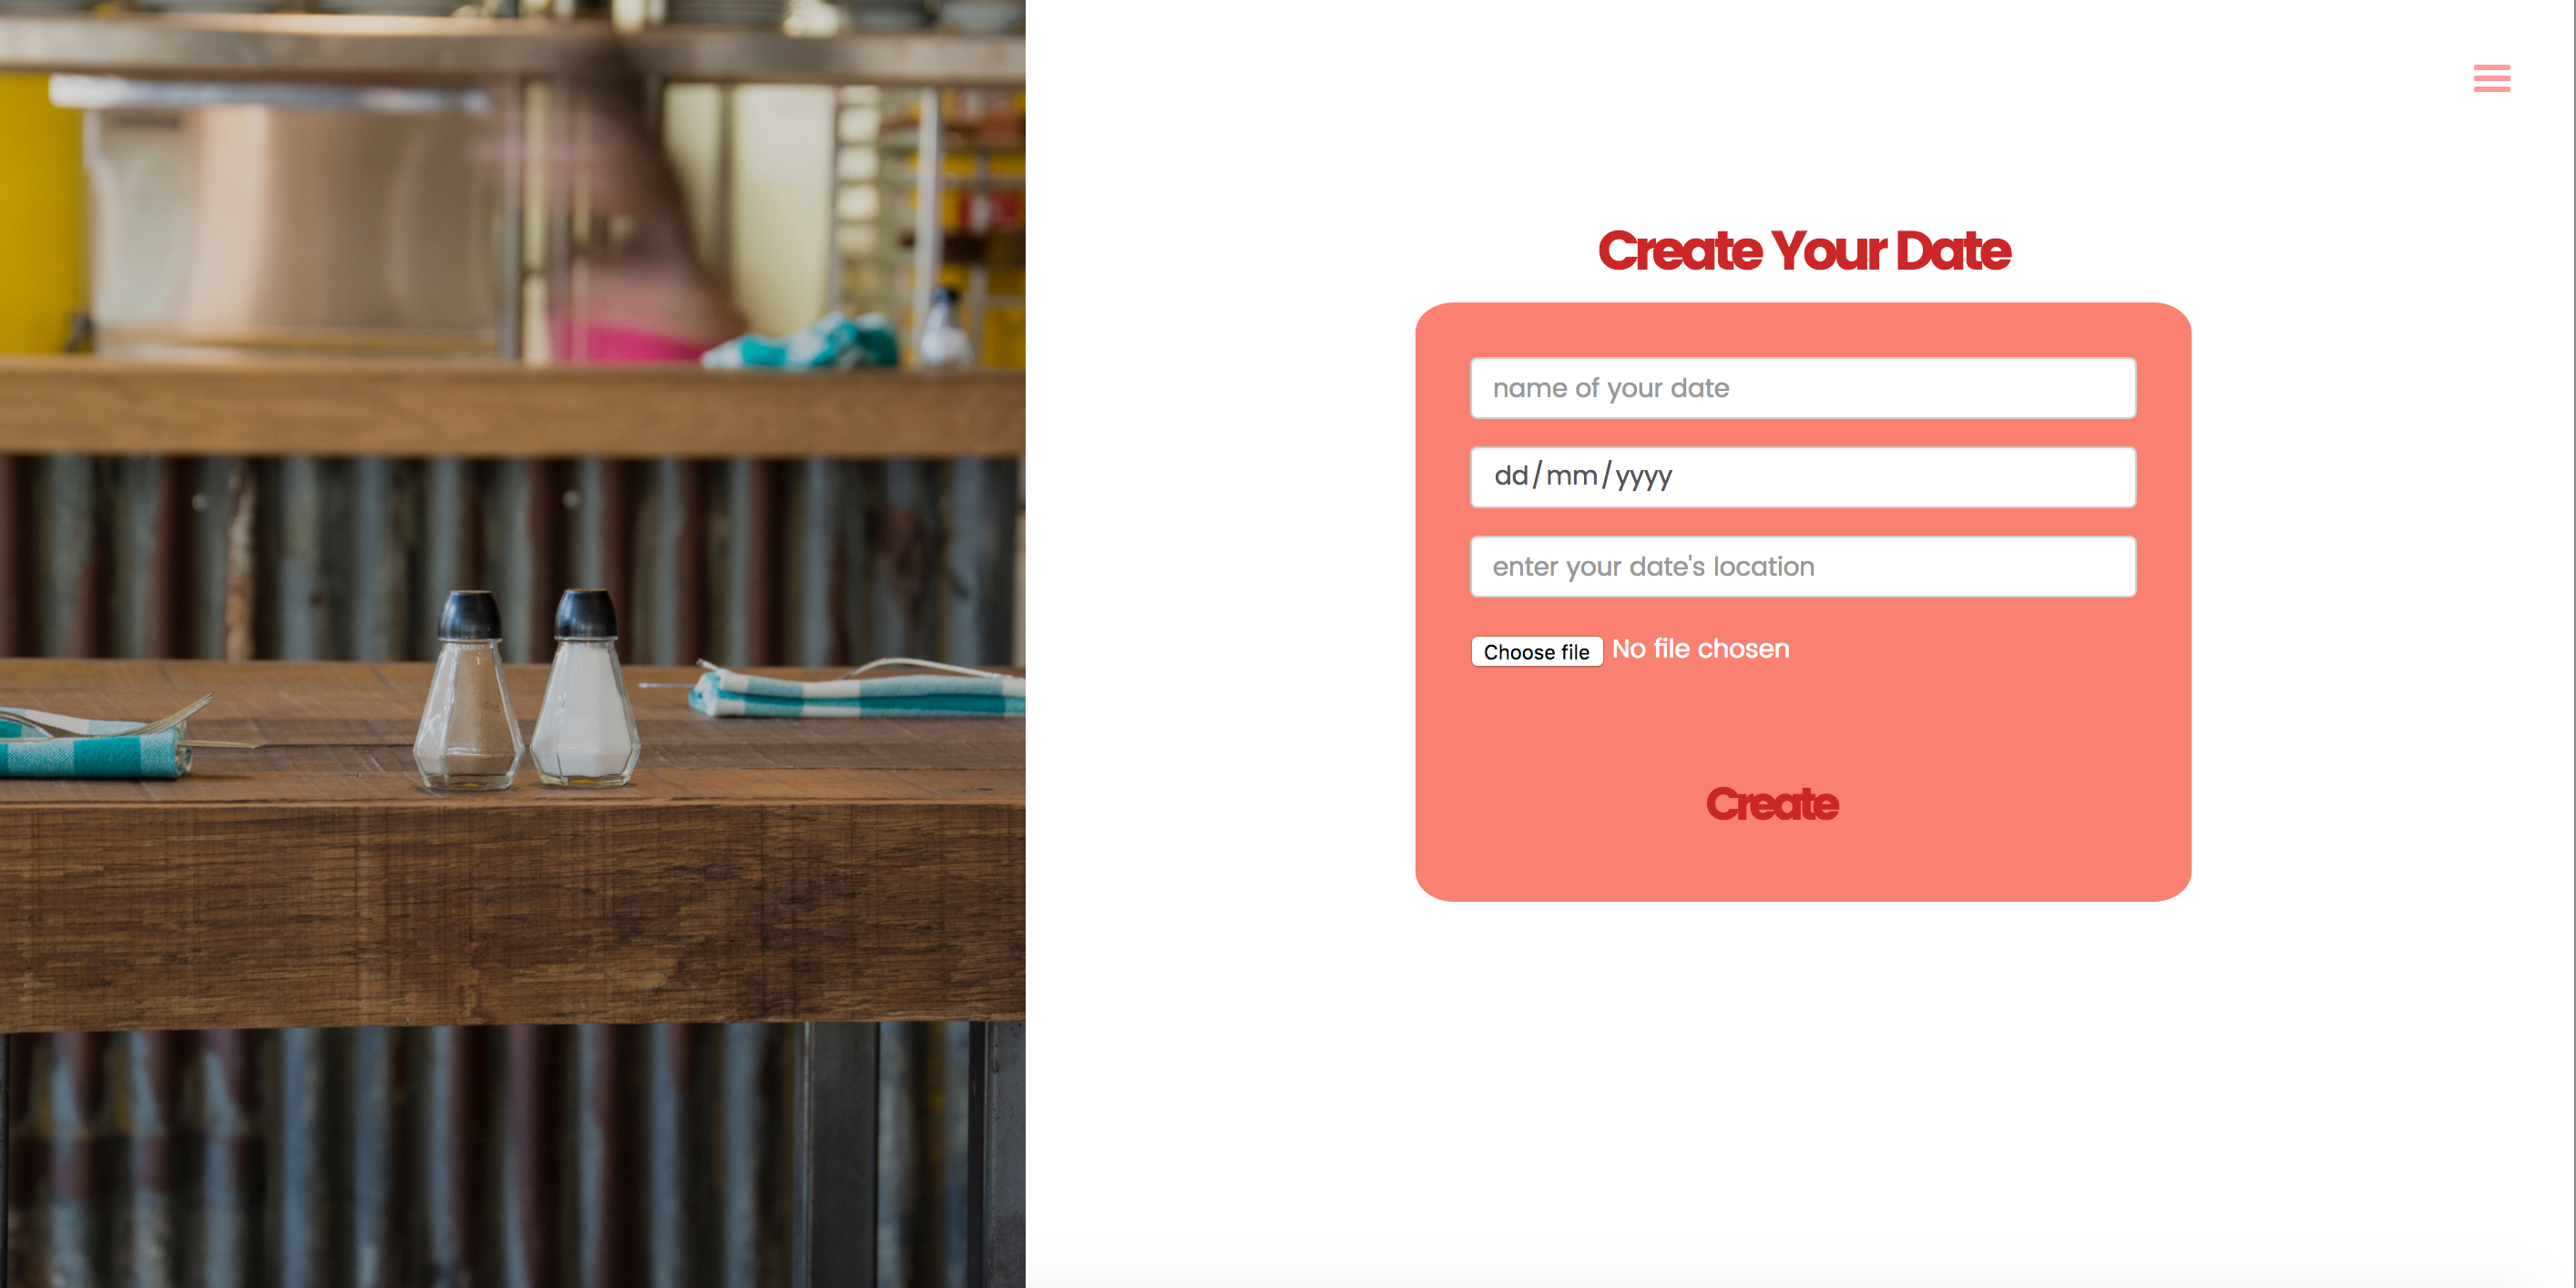 Create Your Date
name of your date
dd/mm/yyyy
enter your date's location
Choose file No file chosen
Create